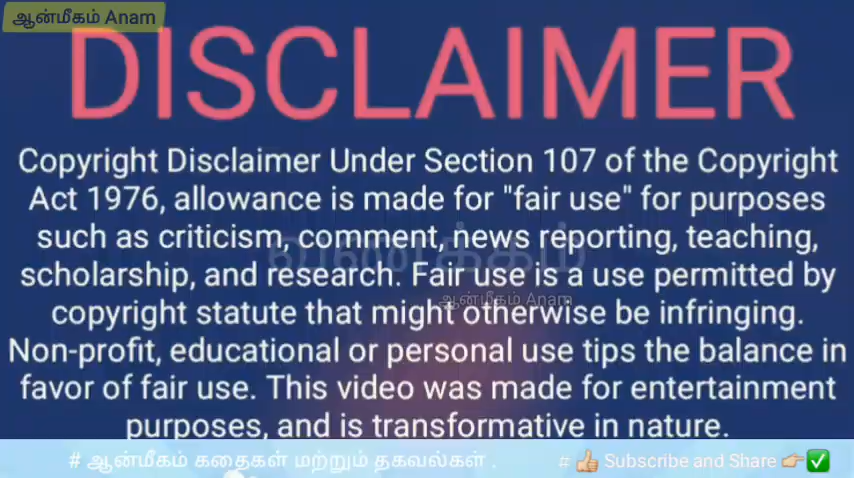 ஆன்மீகம் Anam
DISCLAIMER
Copyright Disclaimer Under Section 107 of the Copyright
Act 1976, allowance is made for "fair use" for purposes
such as criticism, comment, news reporting, teaching,
வணக்கம்
scholarship, and research. Fair use is a use permitted by
ஆன்மீகம் Anam
copyright statute that might otherwise be infringing.
Non-profit, educational or personal use tips the balance in
favor of fair use. This video was made for entertainment
purposes, and is transformative in nature.
# ஆன்மீகம் கதைகள் மற்றும் தகவல்கள் . # 👍🏼 Subscribe and Share 👉🏼✅